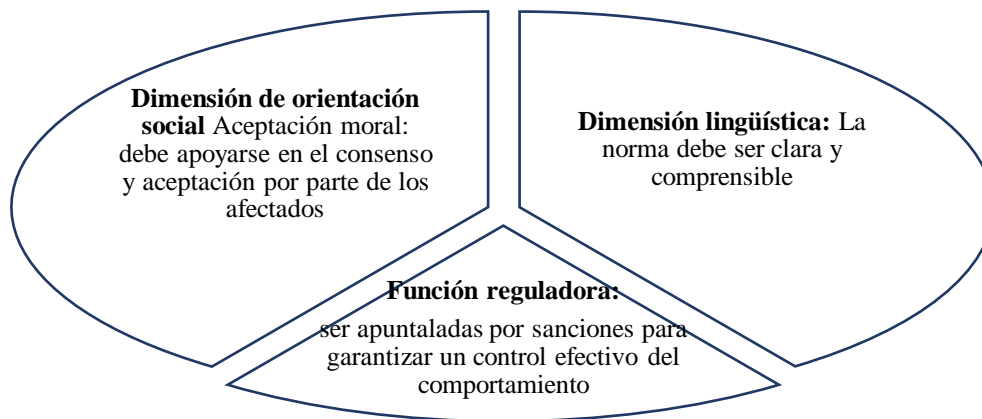 Dimensión de orientación
social Aceptación moral:
debe apoyarse en el consenso
y aceptación por parte de los
afectados
Dimensión lingüística: La
norma debe ser clara y
comprensible
Función reguladora:
ser apuntaladas por sanciones para
garantizar un control efectivo del
comportamiento